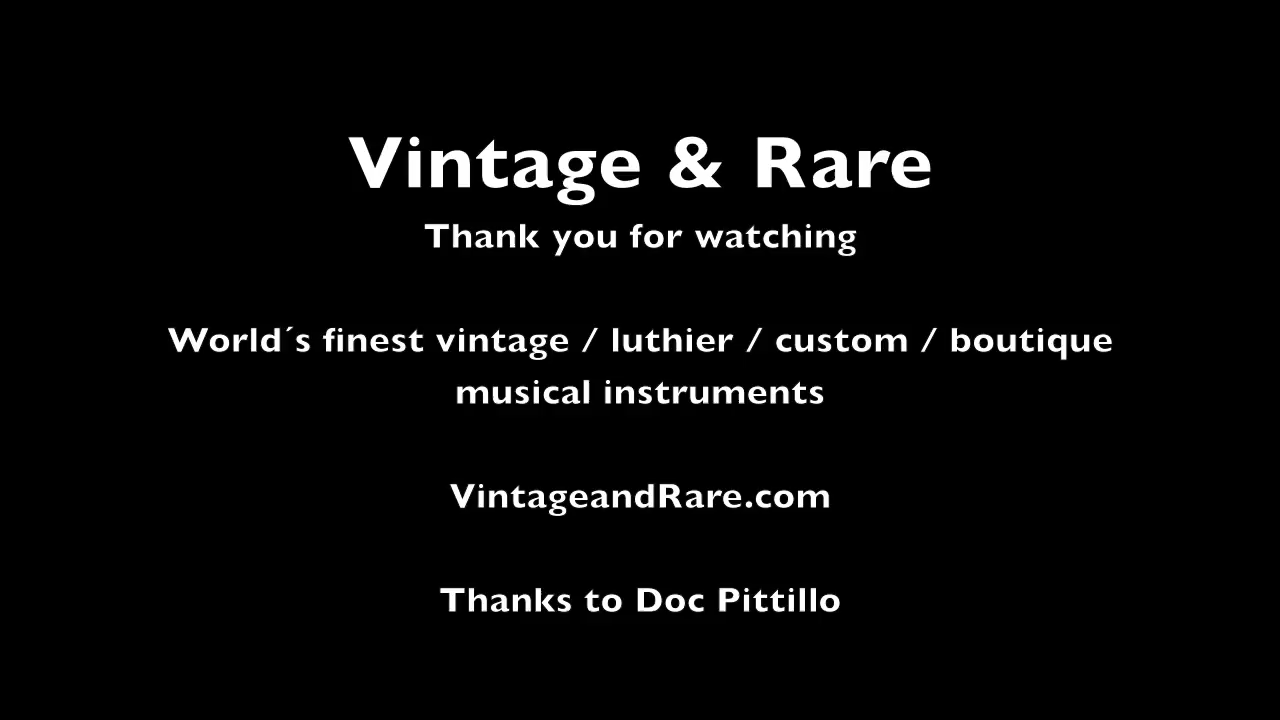 Vintage & Rare
Thank you for watching
World´s finest vintage / luthier / custom / boutique
musical instruments
VintageandRare.com
Thanks to Doc Pittillo